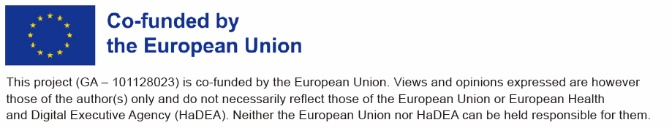 Co-funded by
the European Union
This project (GA – 101128023) is co-funded by the European Union. Views and opinions expressed are however
those of the author(s) only and do not necessarily reflect those of the European Union or European Health
and Digital Executive Agency (HaDEA). Neither the European Union nor HaDEA can be held responsible for them.